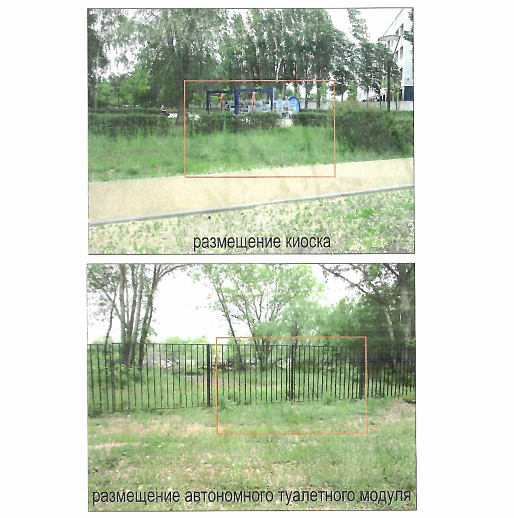 размещение киоска
размещение автономного туалетного модуля